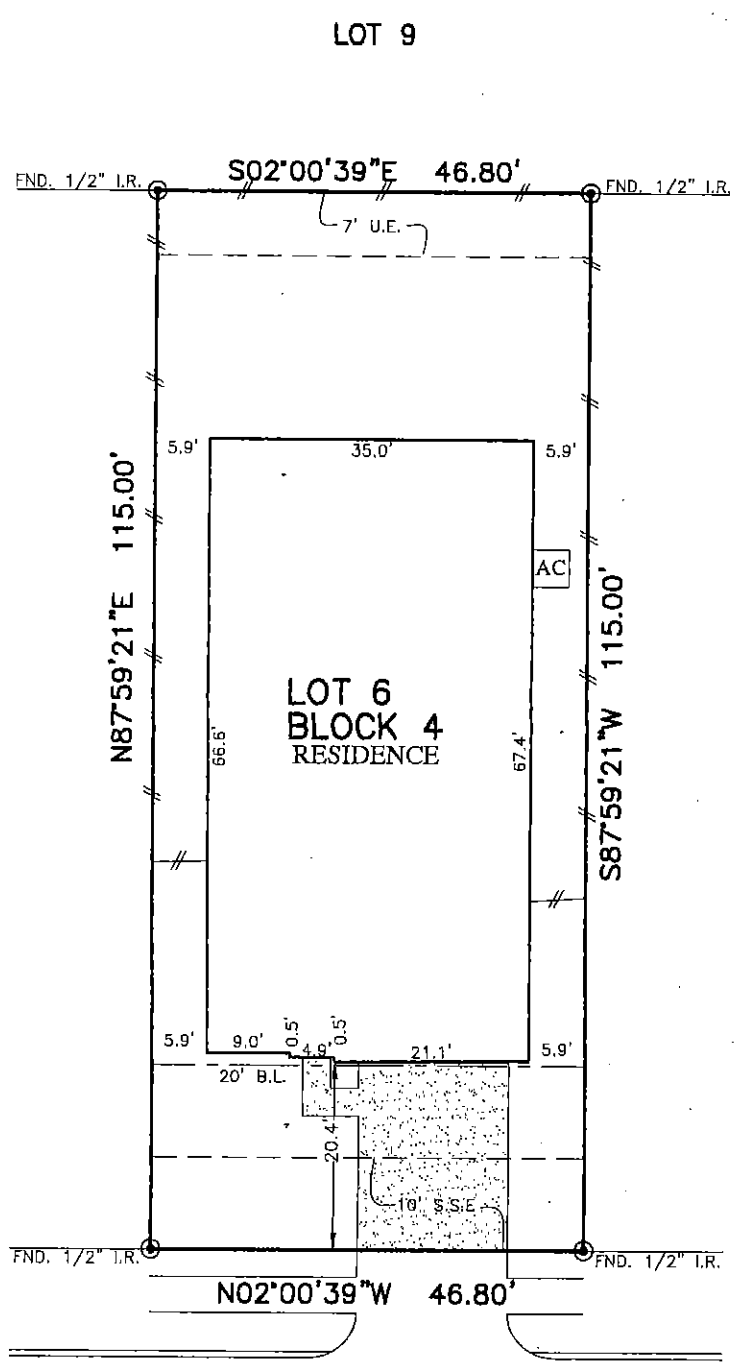 LOT 9
S02°00'39"E 46.80'
FND. 1/2" I.R.
FND. 1/2" I.R.
7' U.E.
5.9'
35.0'
5.9'
N87°59'21"E 115.00'
AC
S87°59'21"W 115.00'
LOT 6
BLOCK 4
RESIDENCE
66.6'
67.4'
5.9'
9.0'
0.5'
4.9'
0.5'
21.1'
5.9'
20' B.L.
20.4'
10' S.S.E.
FND. 1/2" I.R.
FND. 1/2" I.R.
N02°00'39"W 46.80'